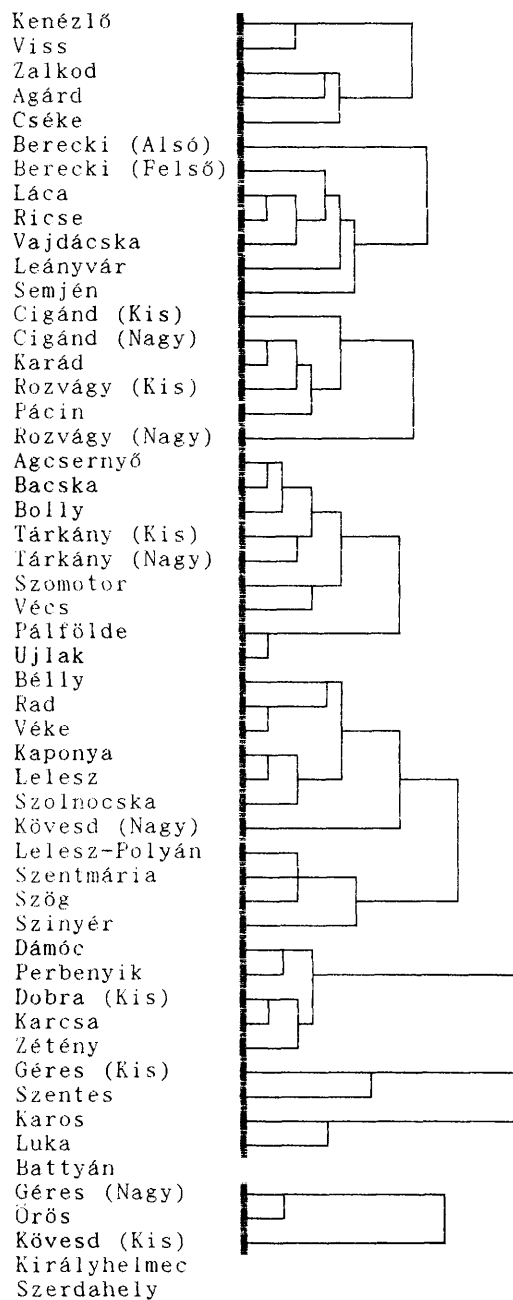 Kenézlő
Viss
Zalkod
Agárd
Cséke
Berecki (Alsó)
Berecki (Felső)
Láca
Ricse
Vajdácska
Leányvár
Semjén
Cigánd (Kis)
Cigánd (Nagy)
Karád
Rozvágy (Kis)
Pácin
Rozvágy (Nagy)
Agcsernyő
Bacska
Bolly
Tárkány (Kis)
Tárkány (Nagy)
Szomotor
Vécs
Pálfölde
Ujlak
Bélly
Rad
Véke
Kaponya
Lelesz
Szolnocska
Kövesd (Nagy)
Lelesz-Polyán
Szentmária
Szög
Szinyér
Dámóc
Perbenyik
Dobra (Kis)
Karcsa
Zétény
Géres (Kis)
Szentes
Karos
Luka
Battyán
Géres (Nagy)
Örös
Kövesd (Kis)
Királyhelmec
Szerdahely